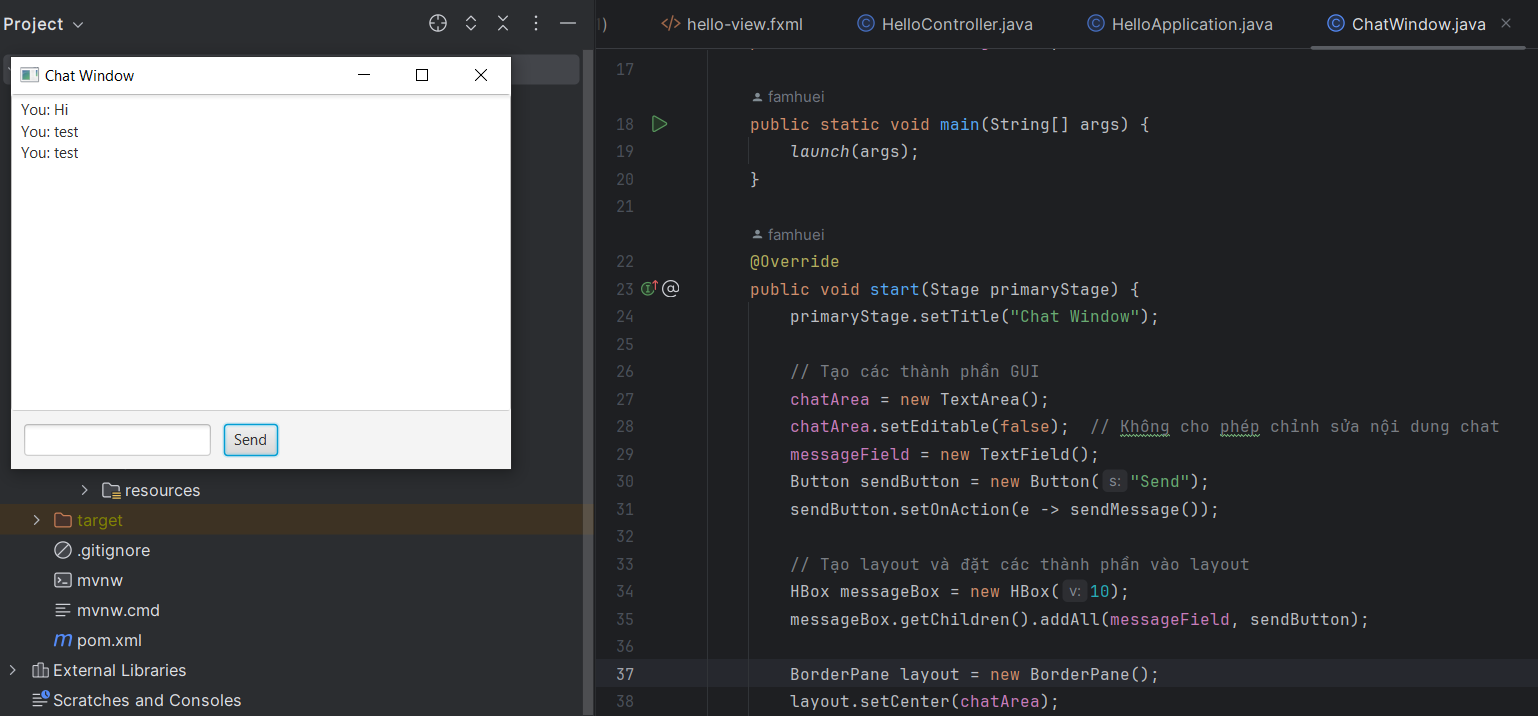 Project
hello-view.fxml
HelloController.java
HelloApplication.java
ChatWindow.java
Chat Window
You: Hi
You: test
You: test
Send
resources
target
.gitignore
mvnw
mvnw.cmd
m pom.xml
External Libraries
Scratches and Consoles
17
famhuei
18 public static void main(String[] args) {
19 launch(args);
20 }
21
famhuei
22 @Override
23 public void start(Stage primaryStage) {
24 primaryStage.setTitle("Chat Window");
25
26 // Tạo các thành phần GUI
27 chatArea = new TextArea();
28 chatArea.setEditable(false); // Không cho phép chỉnh sửa nội dung chat
29 messageField = new TextField();
30 Button sendButton = new Button( s: "Send");
31 sendButton.setOnAction(e -> sendMessage());
32
33 // Tạo layout và đặt các thành phần vào layout
34 HBox messageBox = new HBox( v: 10);
35 messageBox.getChildren().addAll(messageField, sendButton);
36
37 BorderPane layout = new BorderPane();
38 layout.setCenter(chatArea);